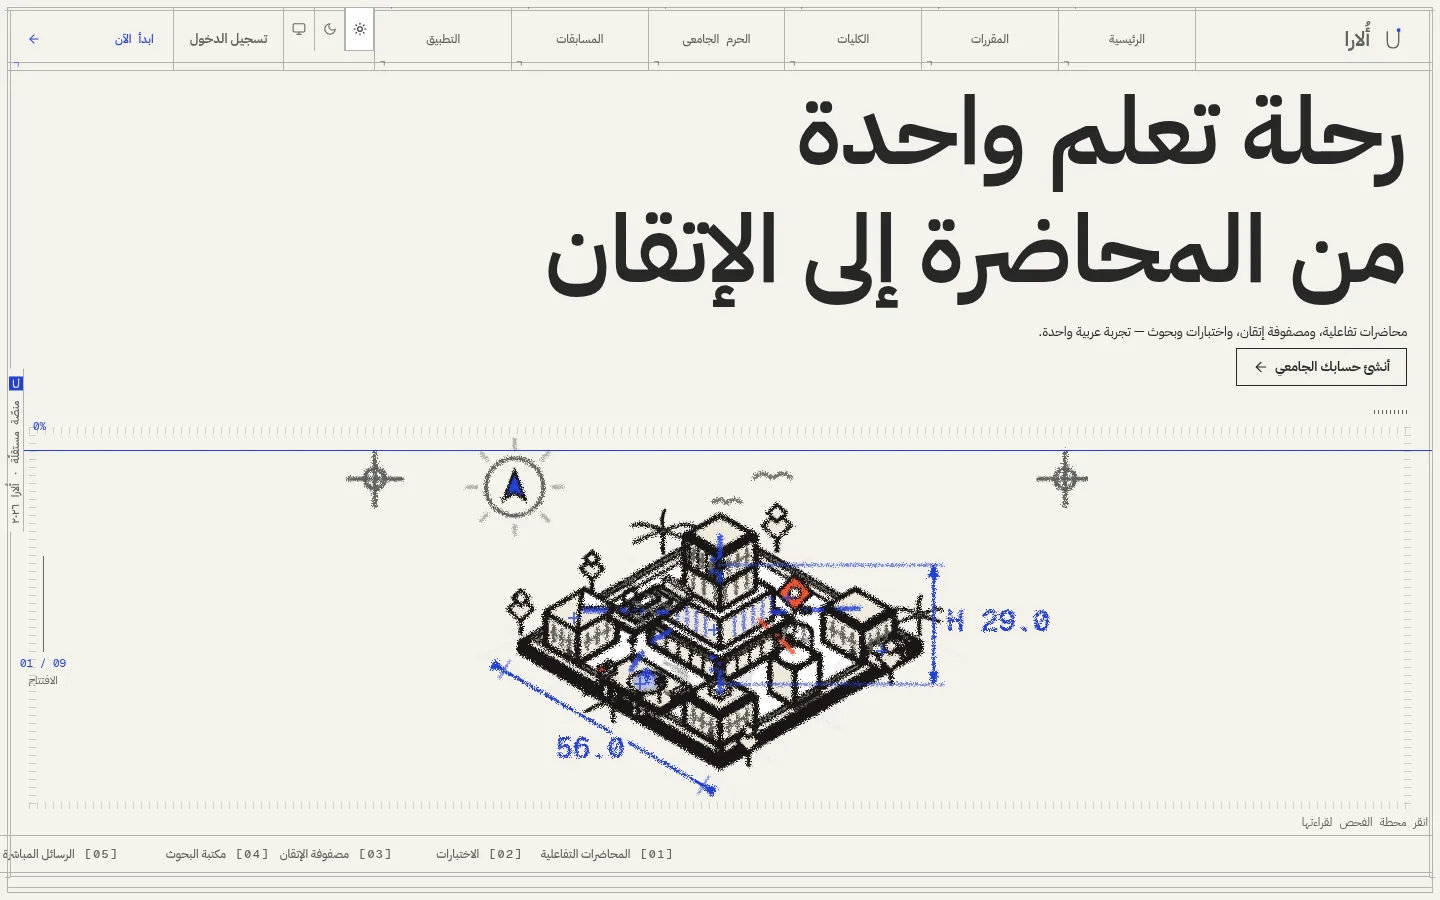 ألارا
الرئيسية
المقررات
الكليات
الحرم الجامعي
المسابقات
التطبيق
تسجيل الدخول
ابدأ الآن
رحلة تعلم واحدة
من المحاضرة إلى الإتقان
محاضرات تفاعلية، ومصفوفة إتقان، واختبارات وبحوث — تجربة عربية واحدة.
أنشئ حسابك الجامعي
منصّة مستقلّة · ألارا ٢٠٢٦
0%
H 29.0
56.0
01 / 09
الافتتاح
انقر محطة الفحص لقراءتها
[01] المحاضرات التفاعلية
[02] الاختبارات
[03] مصفوفة الإتقان
[04] مكتبة البحوث
[05] الرسائل المباشرة